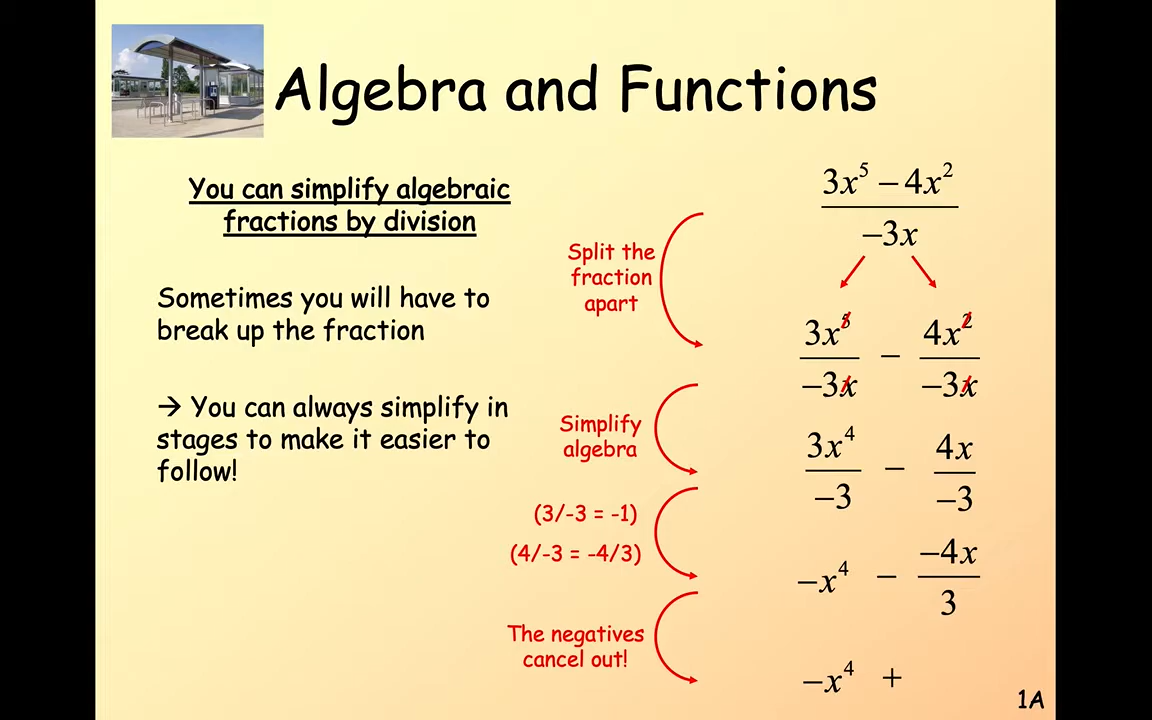 Algebra and Functions
You can simplify algebraic
fractions by division
Sometimes you will have to
break up the fraction
→ You can always simplify in
stages to make it easier to
follow!
Split the
fraction
apart
Simplify
algebra
(3/-3 = -1)
(4/-3 = -4/3)
The negatives
cancel out!
3x⁵ − 4x²
−3x
3x⁵ − 4x²
−3x −3x
3x⁴ − 4x
−3 −3
−x⁴ − −4x
3
−x⁴ +
1A